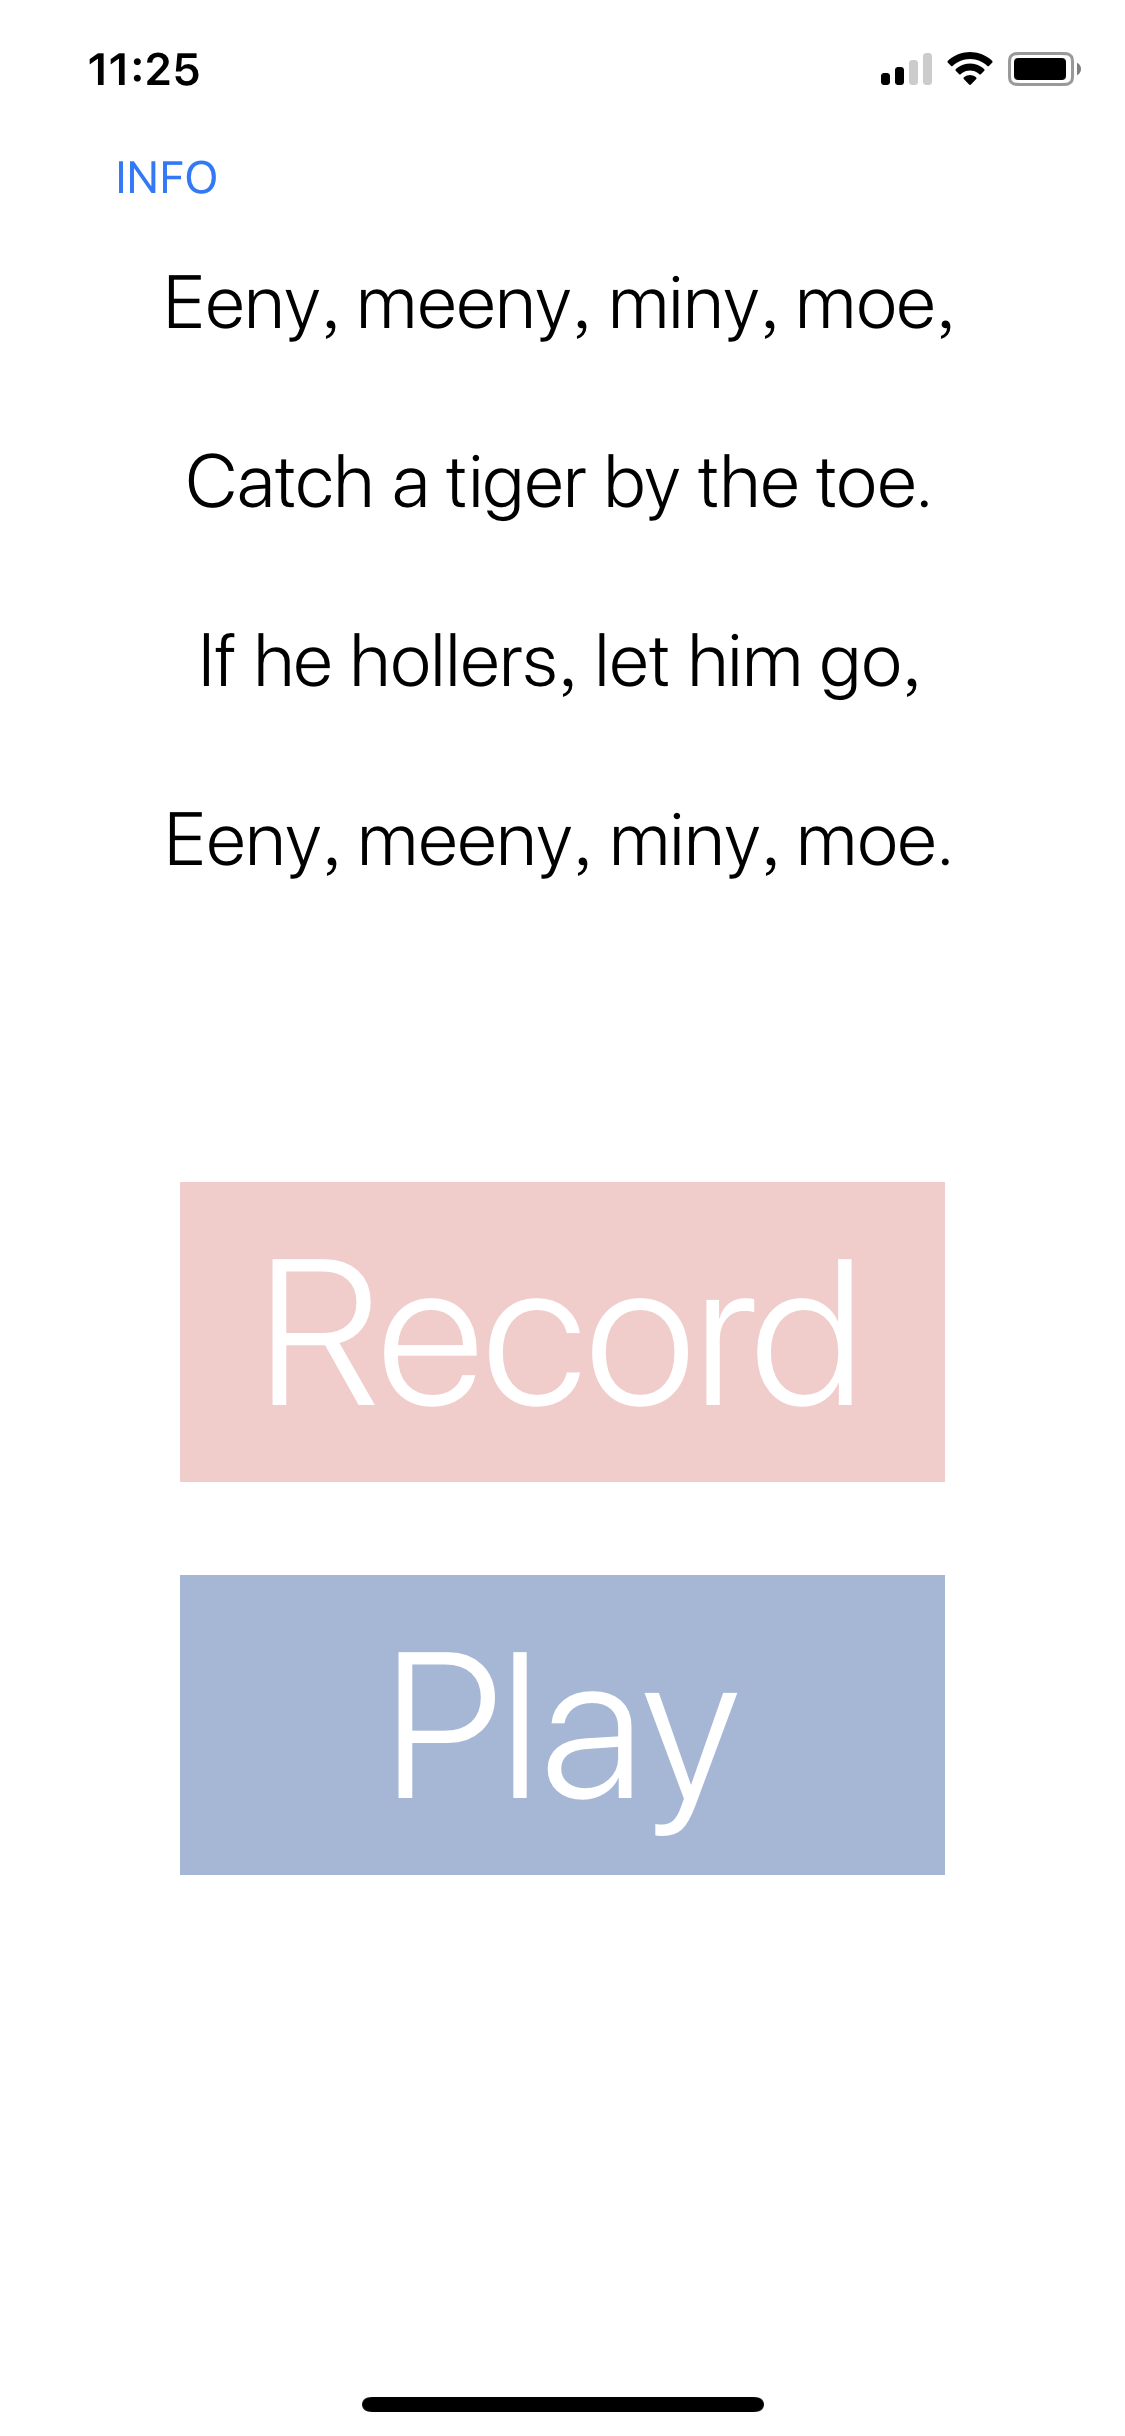 11:25
INFO
Eeny, meeny, miny, moe,
Catch a tiger by the toe.
If he hollers, let him go,
Eeny, meeny, miny, moe.
Record
Play